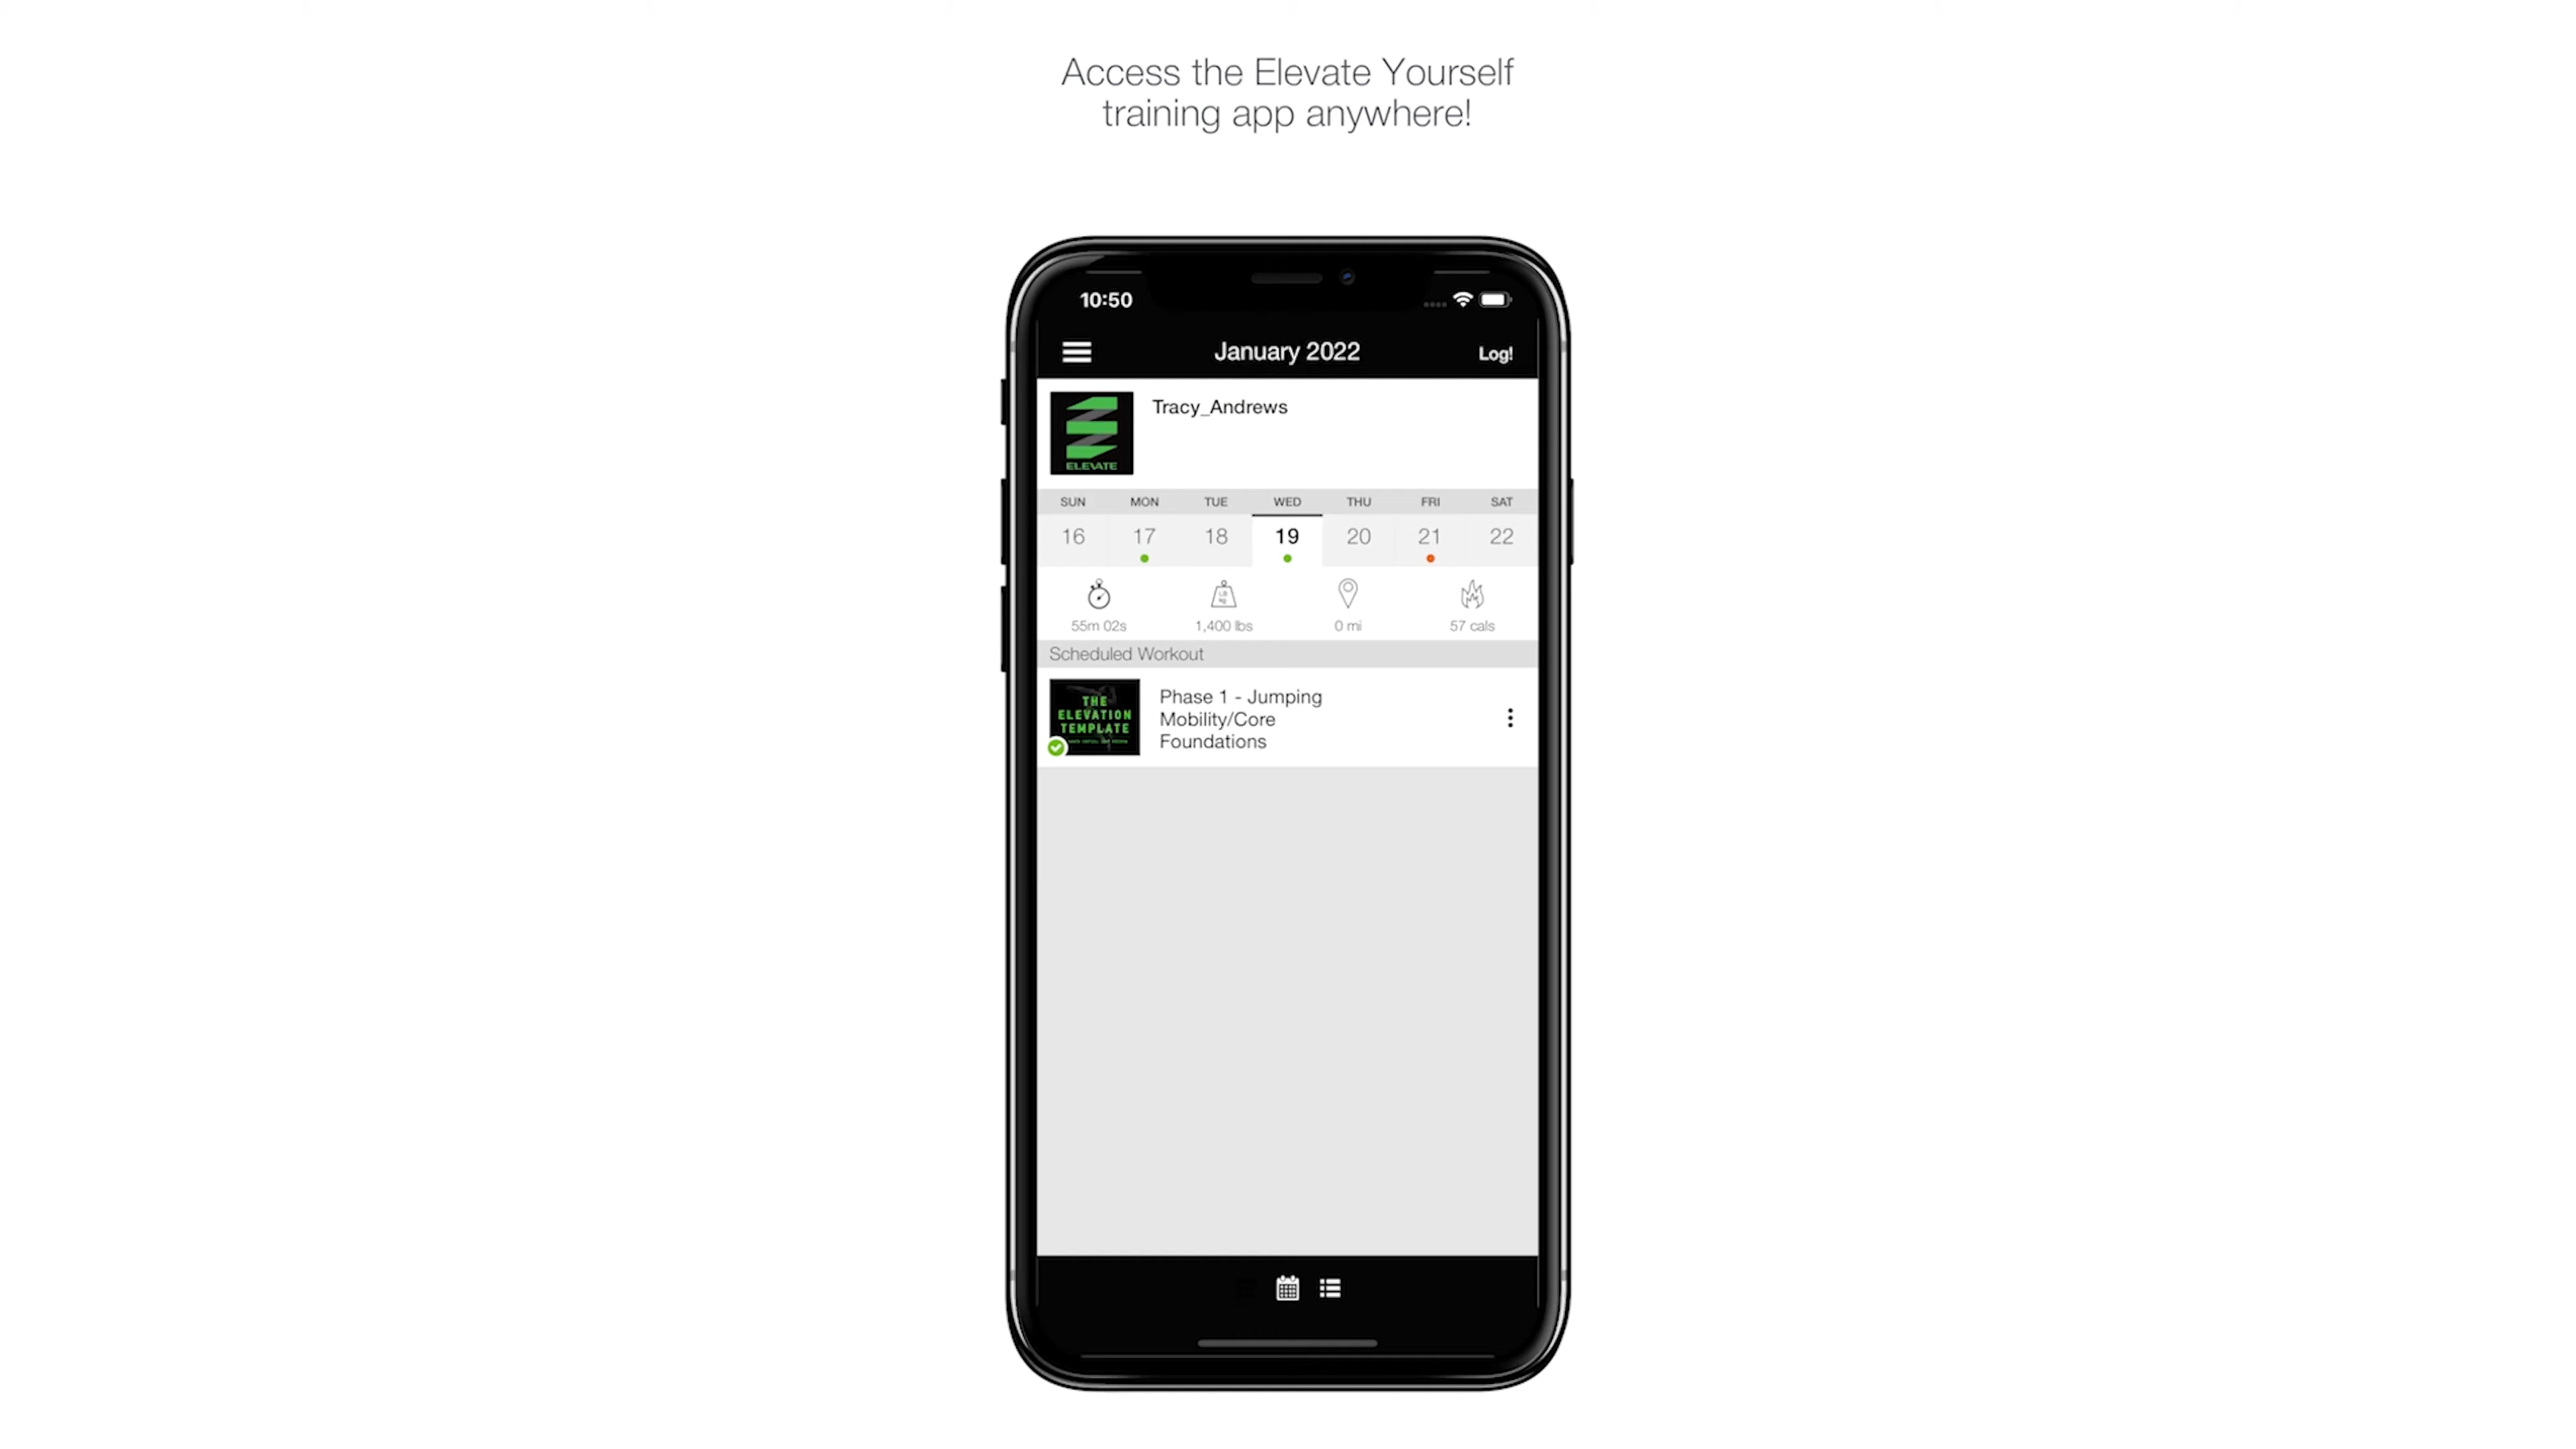 Access the Elevate Yourself
training app anywhere!
10:50
January 2022
Log!
ELEVATE
Tracy_Andrews
SUN MON TUE WED THU FRI SAT
16 17 18 19 20 21 22
LB
kg
55m 02s 1,400 lbs 0 mi 57 cals
Scheduled Workout
THE
ELEVATION
TEMPLATE
Phase 1 - Jumping
Mobility/Core
Foundations